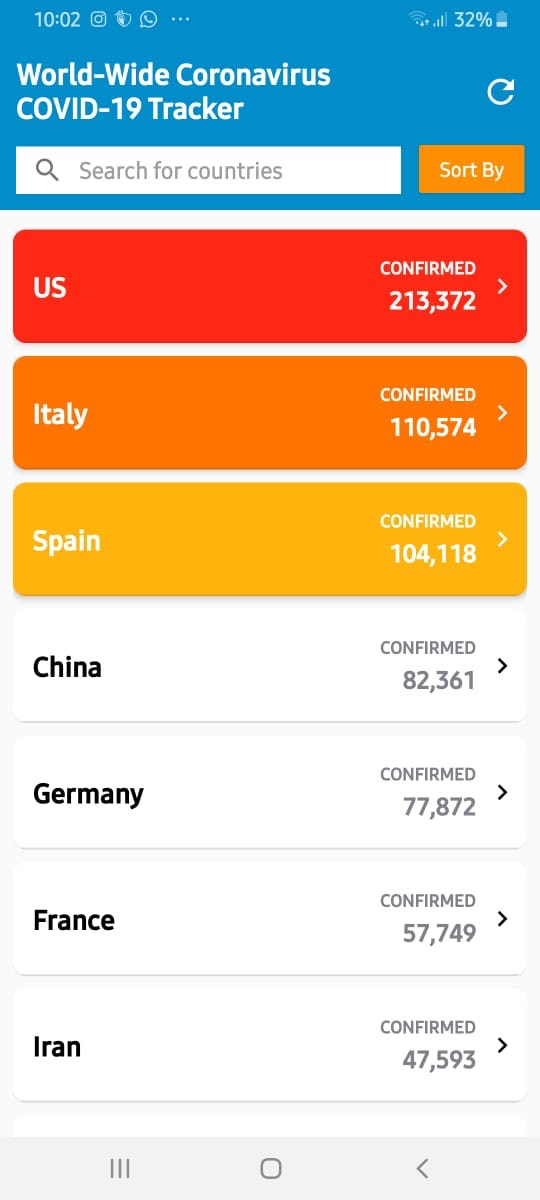 10:02 ... 32%
World-Wide Coronavirus
COVID-19 Tracker
Search for countries
Sort By
CONFIRMED
US
213,372
CONFIRMED
Italy
110,574
CONFIRMED
Spain
104,118
CONFIRMED
China
82,361
CONFIRMED
Germany
77,872
CONFIRMED
France
57,749
CONFIRMED
Iran
47,593